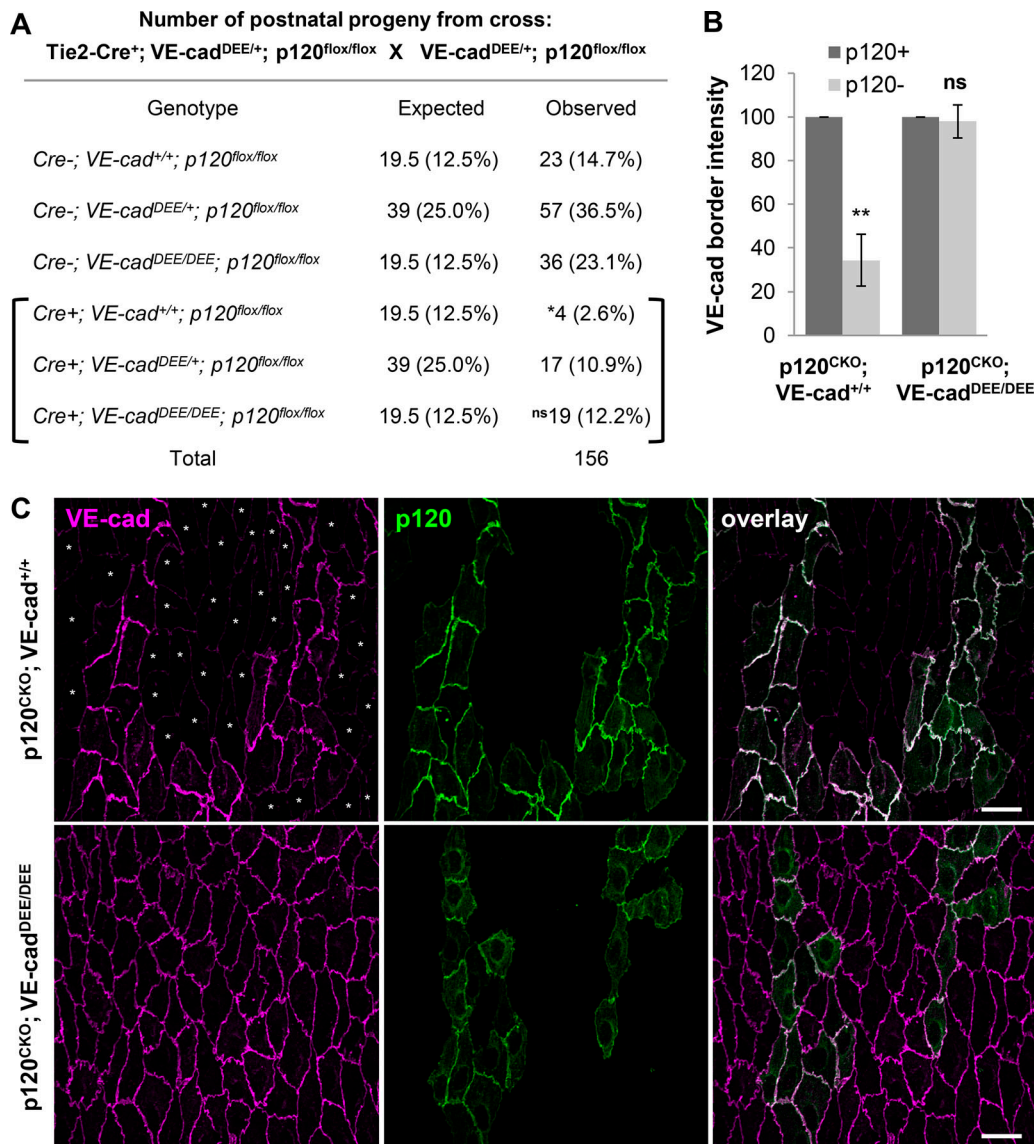 A
Number of postnatal progeny from cross:
Tie2-Cre+; VE-cadDEE/+; p120flox/flox X VE-cadDEE/+; p120flox/flox
Genotype Expected Observed
Cre-; VE-cad+/+; p120flox/flox 19.5 (12.5%) 23 (14.7%)
Cre-; VE-cadDEE/+; p120flox/flox 39 (25.0%) 57 (36.5%)
Cre-; VE-cadDEE/DEE; p120flox/flox 19.5 (12.5%) 36 (23.1%)
Cre+; VE-cad+/+; p120flox/flox 19.5 (12.5%) *4 (2.6%)
Cre+; VE-cadDEE/+; p120flox/flox 39 (25.0%) 17 (10.9%)
Cre+; VE-cadDEE/DEE; p120flox/flox 19.5 (12.5%) ns19 (12.2%)
Total 156
B
p120+
p120-
VE-cad border intensity
120
100
80
60
40
20
0
**
ns
p120CKO;
VE-cad+/+
p120CKO;
VE-cadDEE/DEE
C
VE-cad
p120
overlay
p120CKO; VE-cad+/+
p120CKO; VE-cadDEE/DEE